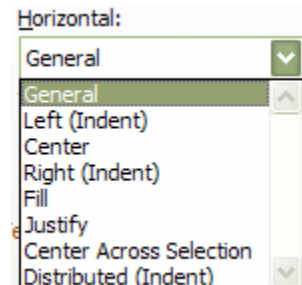 Horizontal:
General
General
Left (Indent)
Center
Right (Indent)
Fill
Justify
Center Across Selection
Distributed (Indent)